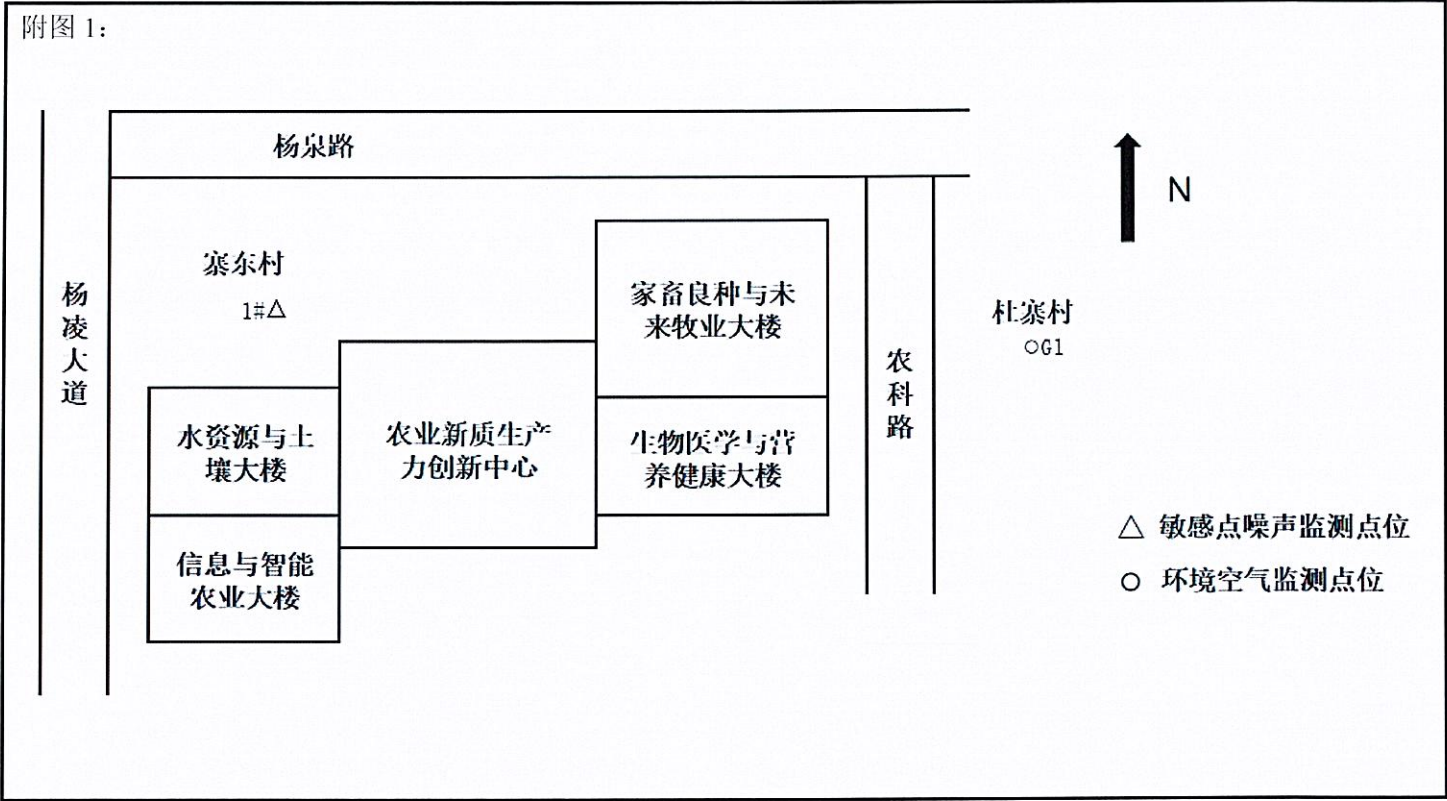 附图 1：
杨泉路
N
寨东村
1#△
杨
凌
大
道
家畜良种与未
来牧业大楼
杜寨村
○G1
农
科
路
水资源与土
壤大楼
农业新质生产
力创新中心
生物医学与营
养健康大楼
信息与智能
农业大楼
△ 敏感点噪声监测点位
○ 环境空气监测点位